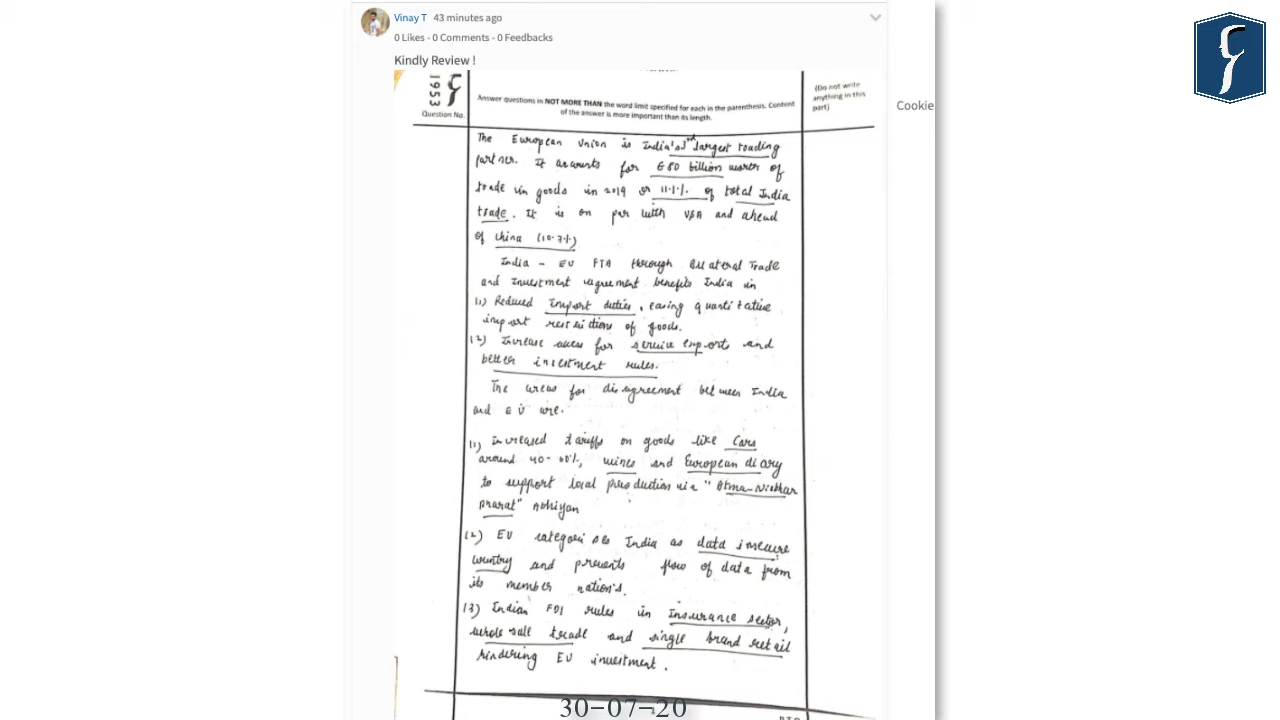 Vinay T 43 minutes ago
0 Likes - 0 Comments - 0 Feedbacks
Kindly Review !
1953
Question No.
Answer questions in NOT MORE THAN the word limit specified for each in the parenthesis. Content
of the answer is more important than its length.
(Do not write
anything in this
part)
Cookie
The European Union is India's 3rd largest trading
partner. It accounts for €80 billion worth of
trade in goods in 2019 or 11.1% of total India
trade. It is on par with USA and ahead
of China (10.7%)
India - EU FTA through Bilateral Trade
and Investment agreement benefits India in
(1) Reduced Import duties, easing quantitative
import restrictions of goods.
(2) Increase access for service exports and
better investment rules.
The areas for disagreement between India
and EU are.
(1) Increased tariffs on goods like Cars
around 40-60%, wines and European diary
to support local production via "Atma-Nirbhar
Bharat" Abhiyan
(2) EU categorises India as data insecure
country and prevents flow of data from
its member nation's.
(3) Indian FDI rules in Insurance sector,
whole sale trade and single brand retail
hindering EU investment.
30-07-20
P.T.O